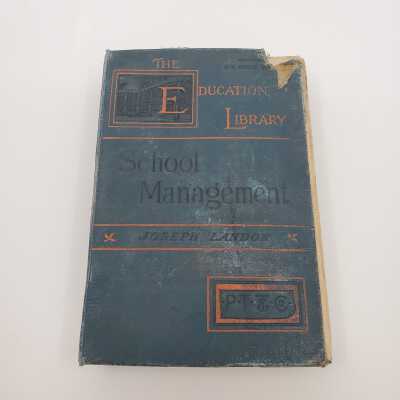 THE
EDUCATION
LIBRARY
School
Management
JOSEPH LANDON